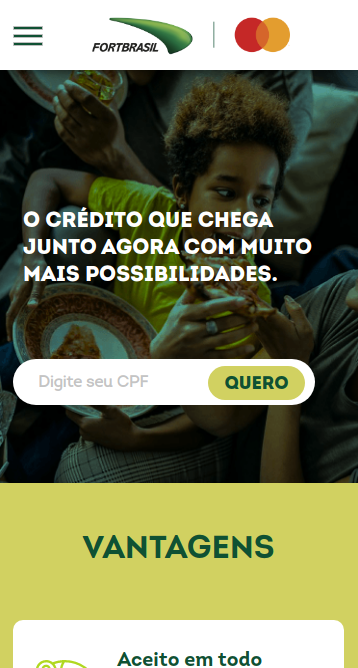 FORTBRASIL
O CRÉDITO QUE CHEGA
JUNTO AGORA COM MUITO
MAIS POSSIBILIDADES.
Digite seu CPF
QUERO
VANTAGENS
Aceito em todo